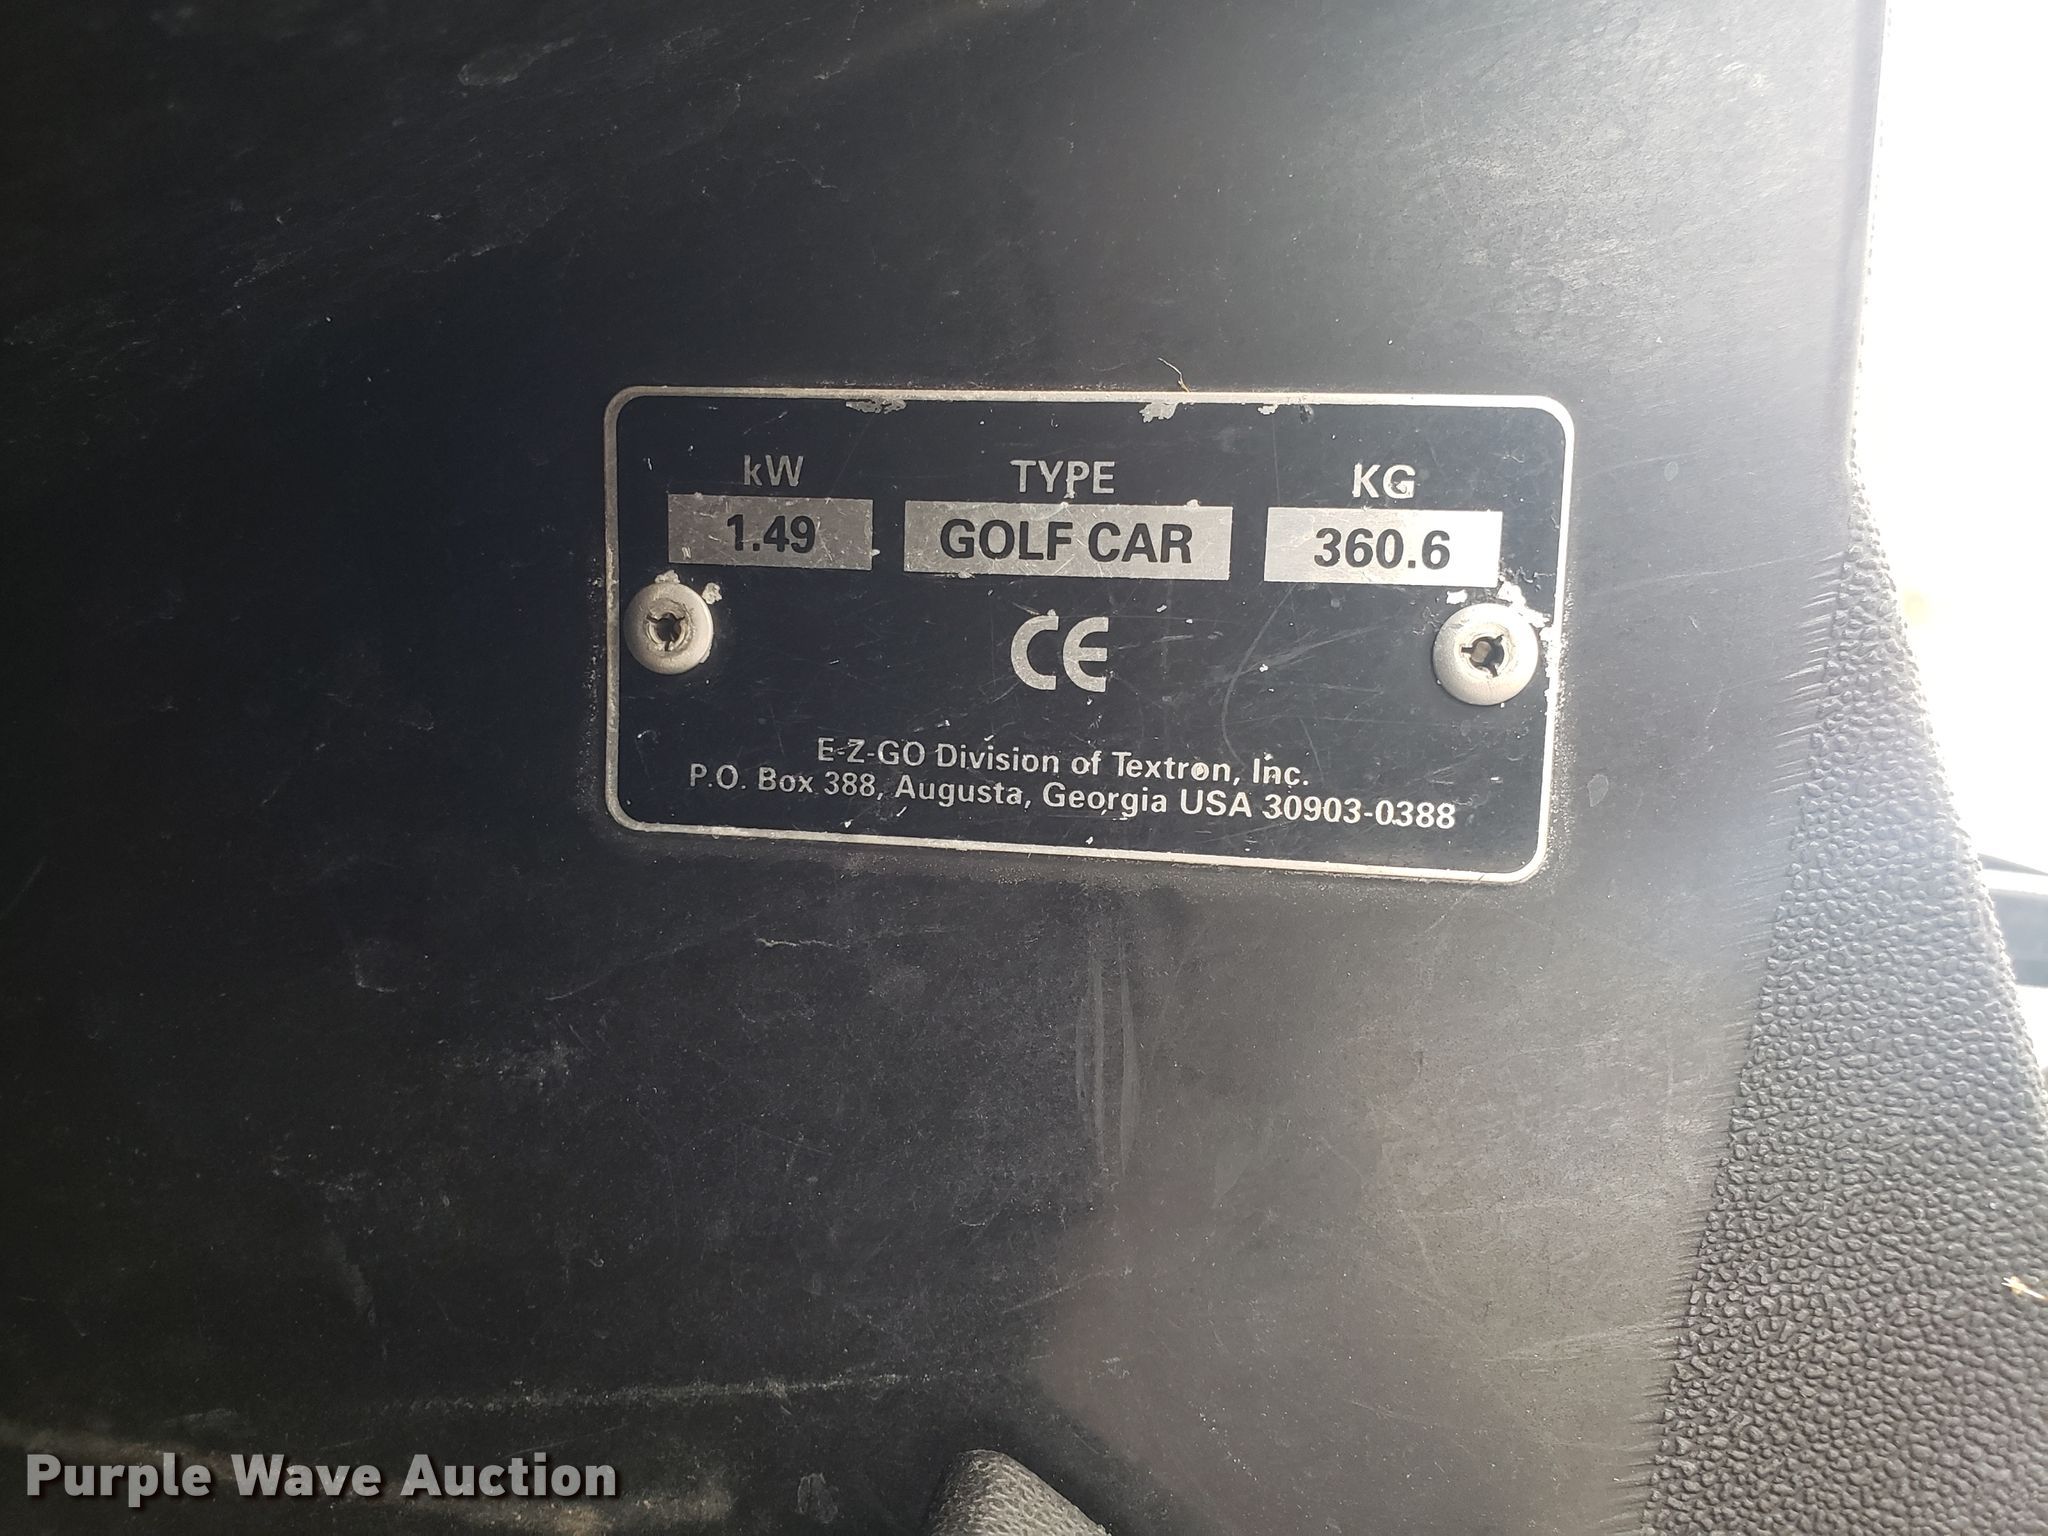 kW TYPE KG
1.49 GOLF CAR 360.6
CE
E-Z-GO Division of Textron, Inc.
P.O. Box 388, Augusta, Georgia USA 30903-0388
Purple Wave Auction